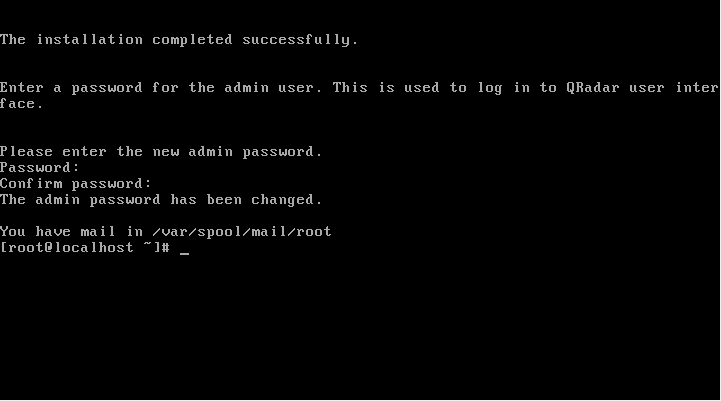 The installation completed successfully.
Enter a password for the admin user. This is used to log in to QRadar user inter
face.
Please enter the new admin password.
Password:
Confirm password:
The admin password has been changed.
You have mail in /var/spool/mail/root
[root@localhost ~]# _